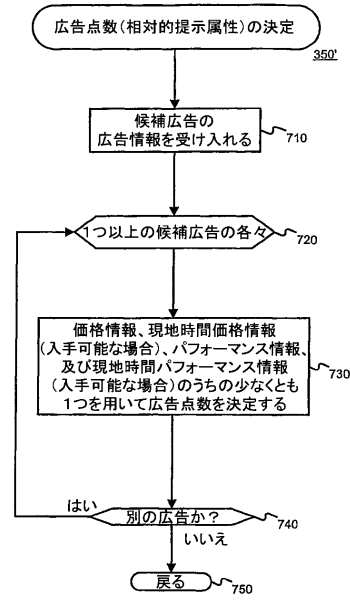 広告点数(相対的提示属性)の決定
350'
候補広告の
広告情報を受け入れる
710
1つ以上の候補広告の各々
720
価格情報、現地時間価格情報
(入手可能な場合)、パフォーマンス情報、
及び現地時間パフォーマンス情報
(入手可能な場合)のうちの少なくとも
1つを用いて広告点数を決定する
730
はい
別の広告か?
740
いいえ
戻る
750